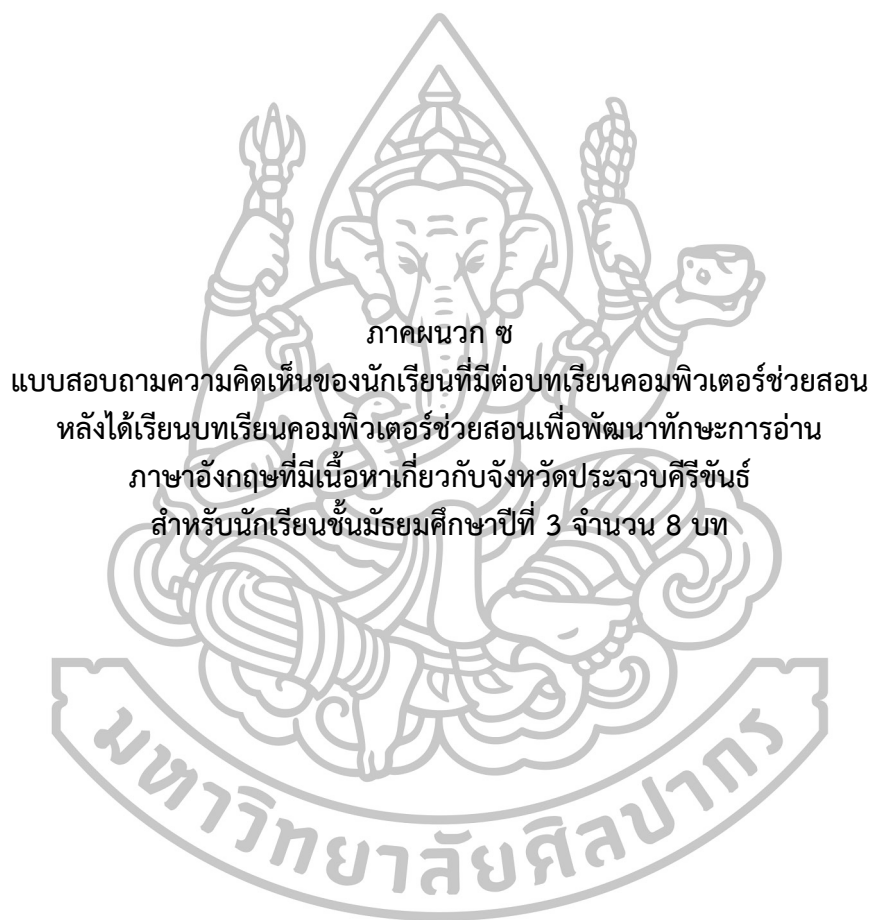 ภาคผนวก ซ
แบบสอบถามความคิดเห็นของนักเรียนที่มีต่อบทเรียนคอมพิวเตอร์ช่วยสอน
หลังได้เรียนบทเรียนคอมพิวเตอร์ช่วยสอนเพื่อพัฒนาทักษะการอ่าน
ภาษาอังกฤษที่มีเนื้อหาเกี่ยวกับจังหวัดประจวบคีรีขันธ์
สำหรับนักเรียนชั้นมัธยมศึกษาปีที่ 3 จำนวน 8 บท
มหาวิทยาลัยศิลปากร